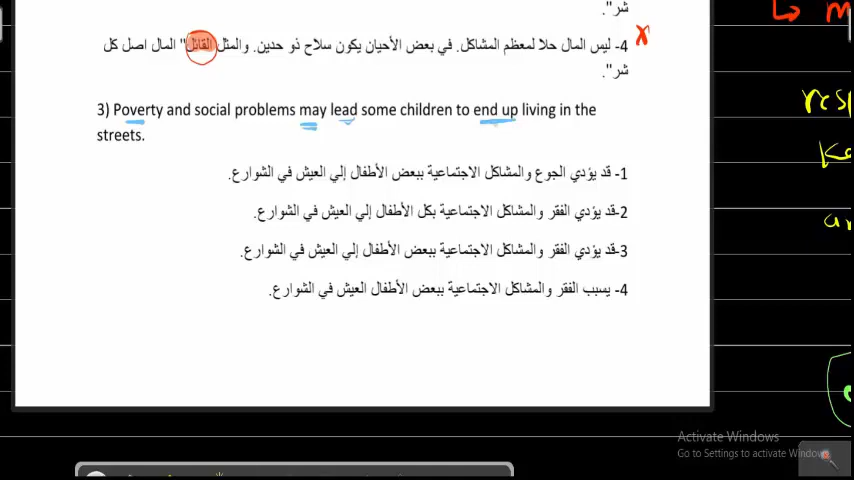 شر".
4- ليس المال حلا لمعظم المشاكل. في بعض الأحيان يكون سلاح ذو حدين. والمثل القائل" المال اصل كل
شر".
3) Poverty and social problems may lead some children to end up living in the
streets.
1- قد يؤدي الجوع والمشاكل الاجتماعية ببعض الأطفال إلي العيش في الشوارع.
2-قد يؤدي الفقر والمشاكل الاجتماعية بكل الأطفال إلي العيش في الشوارع.
3-قد يؤدي الفقر والمشاكل الاجتماعية ببعض الأطفال إلي العيش في الشوارع.
4- يسبب الفقر والمشاكل الاجتماعية ببعض الأطفال العيش في الشوارع.
Activate Windows
Go to Settings to activate Windows.